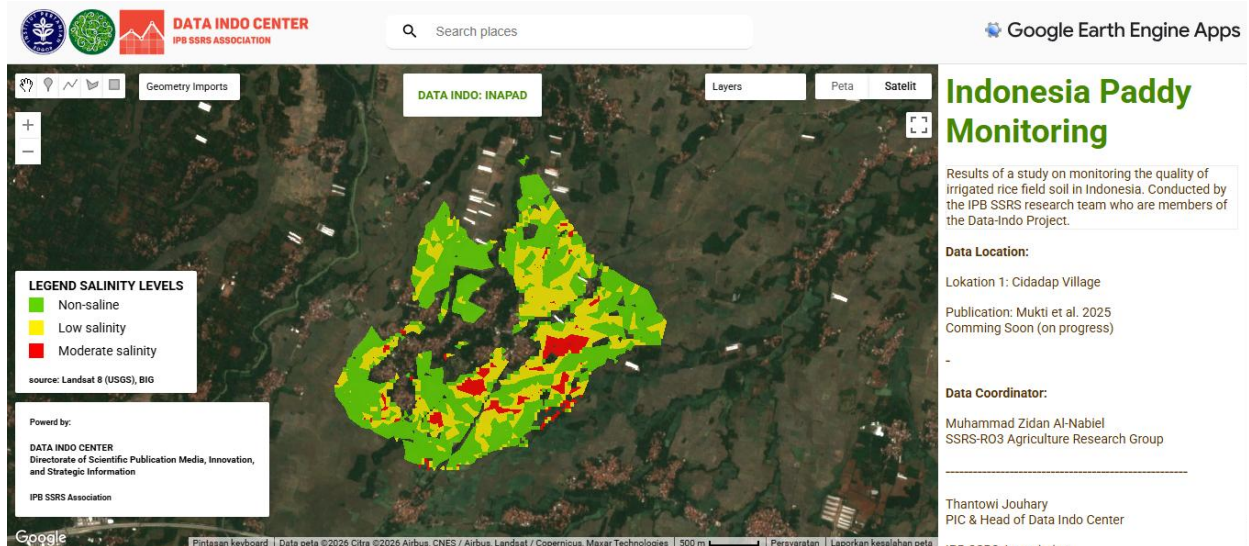 INSTITUT PERTANIAN
BOGOR
DATA INDO CENTER
IPB SSRS ASSOCIATION
Search places
Google Earth Engine Apps
Geometry Imports
DATA INDO: INAPAD
Layers
Peta
Satelit
+
−
LEGEND SALINITY LEVELS
Non-saline
Low salinity
Moderate salinity
source: Landsat 8 (USGS), BIG
Powerd by:
DATA INDO CENTER
Directorate of Scientific Publication Media, Innovation,
and Strategic Information
IPB SSRS Association
Google
Pintasan keyboard
Data peta ©2026 Citra ©2026 Airbus, CNES / Airbus, Landsat / Copernicus, Maxar Technologies
500 m
Persyaratan
Laporkan kesalahan peta
Indonesia Paddy
Monitoring
Results of a study on monitoring the quality of
irrigated rice field soil in Indonesia. Conducted by
the IPB SSRS research team who are members of
the Data-Indo Project.
Data Location:
Lokation 1: Cidadap Village
Publication: Mukti et al. 2025
Comming Soon (on progress)
-
Data Coordinator:
Muhammad Zidan Al-Nabiel
SSRS-RO3 Agriculture Research Group
Thantowi Jouhary
PIC & Head of Data Indo Center